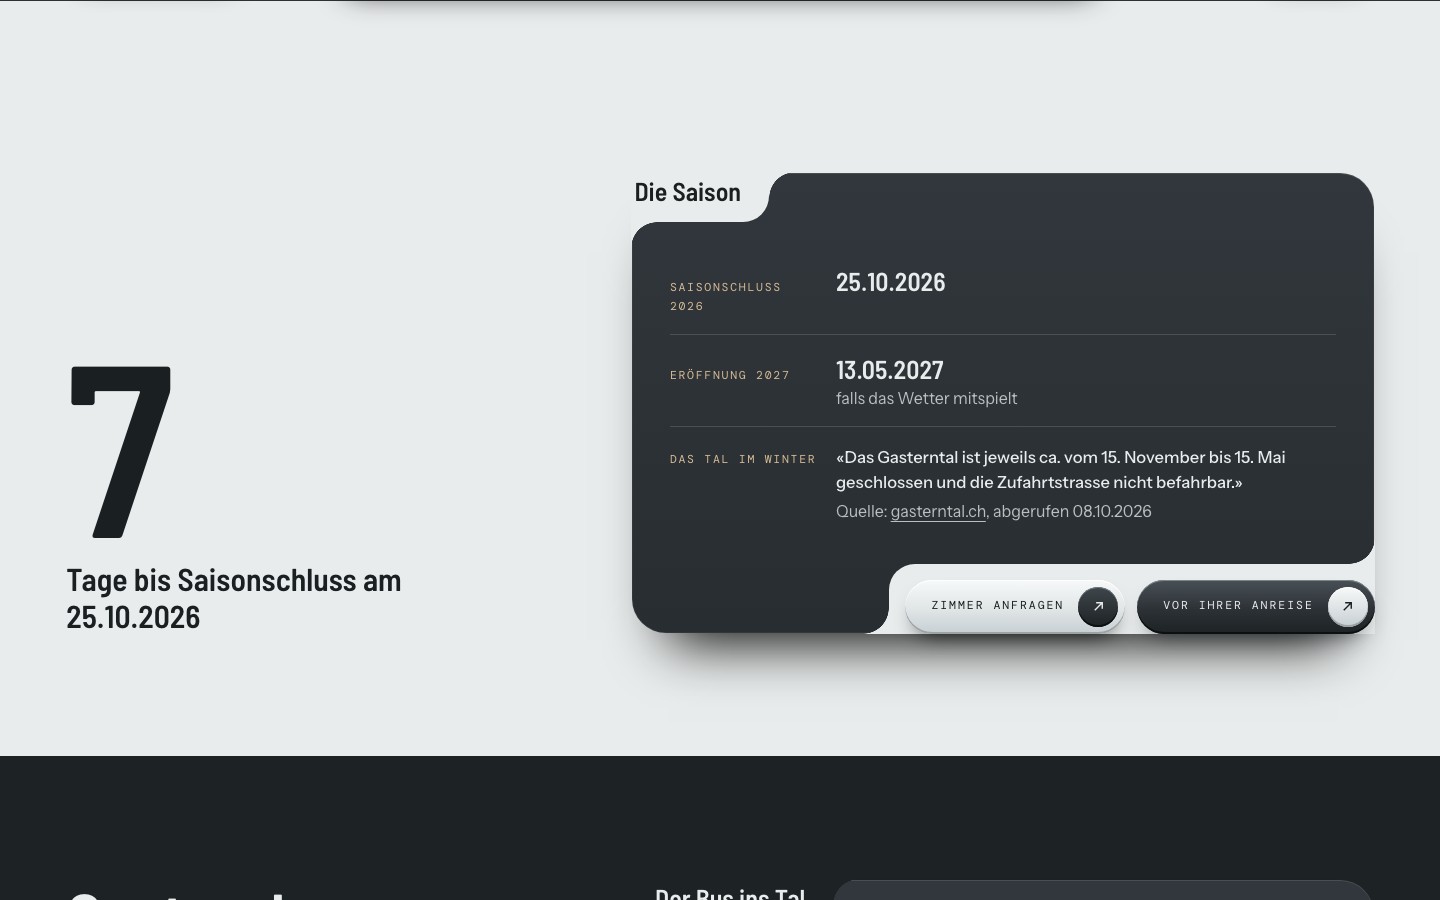 7
Tage bis Saisonschluss am
25.10.2026
Die Saison
SAISONSCHLUSS
2026
25.10.2026
ERÖFFNUNG 2027
13.05.2027
falls das Wetter mitspielt
DAS TAL IM WINTER
«Das Gasterntal ist jeweils ca. vom 15. November bis 15. Mai
geschlossen und die Zufahrtstrasse nicht befahrbar.»
Quelle: gasterntal.ch, abgerufen 08.10.2026
ZIMMER ANFRAGEN
VOR IHRER ANREISE
Der Bus ins Tal